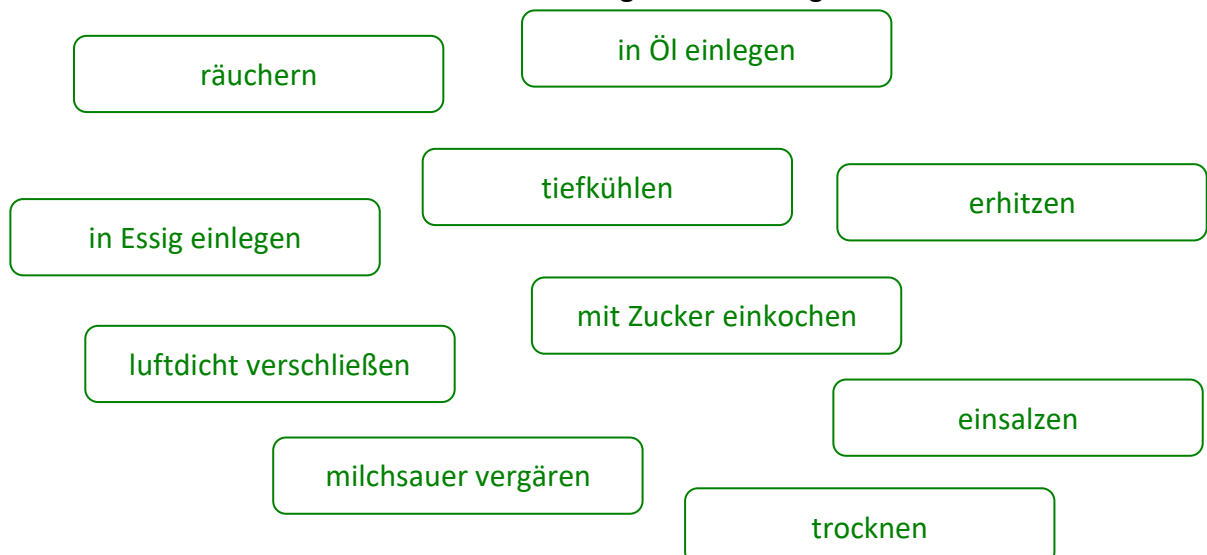 in Öl einlegen
räuchern
tiefkühlen
erhitzen
in Essig einlegen
mit Zucker einkochen
luftdicht verschließen
einsalzen
milchsauer vergären
trocknen